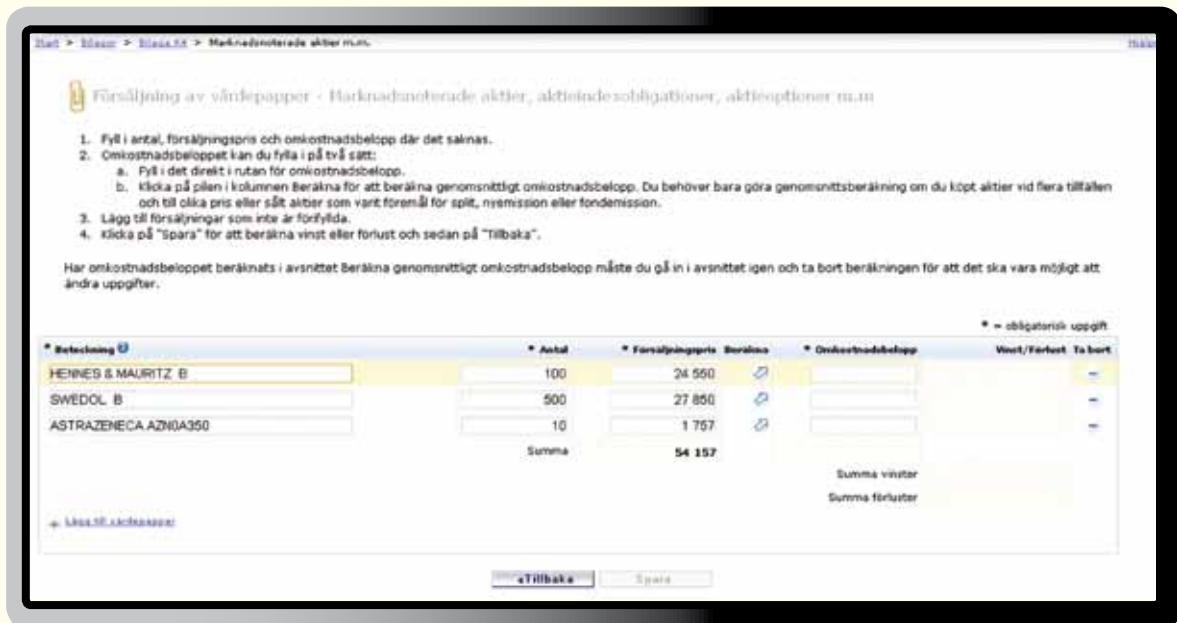 Start > Bilagor > Bilaga K4 > Marknadsnoterade aktier m.m.
Försäljning av värdepapper - Marknadsnoterade aktier, aktieindexobligationer, aktieoptioner m.m
1. Fyll i antal, försäljningspris och omkostnadsbelopp där det saknas.
2. Omkostnadsbeloppet kan du fylla i på två sätt:
a. Fyll i det direkt i rutan för omkostnadsbelopp.
b. Klicka på pilen i kolumnen Beräkna för att beräkna genomsnittligt omkostnadsbelopp. Du behöver bara göra genomsnittsberäkning om du köpt aktier vid flera tillfällen
och till olika pris eller sålt aktier som varit föremål för split, nyemission eller fondemission.
3. Lägg till försäljningar som inte är förifyllda.
4. Klicka på "Spara" för att beräkna vinst eller förlust och sedan på "Tillbaka".
Har omkostnadsbeloppet beräknats i avsnittet Beräkna genomsnittligt omkostnadsbelopp måste du gå in i avsnittet igen och ta bort beräkningen för att det ska vara möjligt att
ändra uppgifter.
* = obligatorisk uppgift
* Beteckning * Antal * Försäljningspris Beräkna * Omkostnadsbelopp Vinst/Förlust Ta bort
HENNES & MAURITZ B 100 24 550
SWEDOL B 500 27 850
ASTRAZENECA AZN0A350 10 1 757
Summa 54 157
Summa vinster
Summa förluster
+ Lägg till värdepapper
«Tillbaka Spara